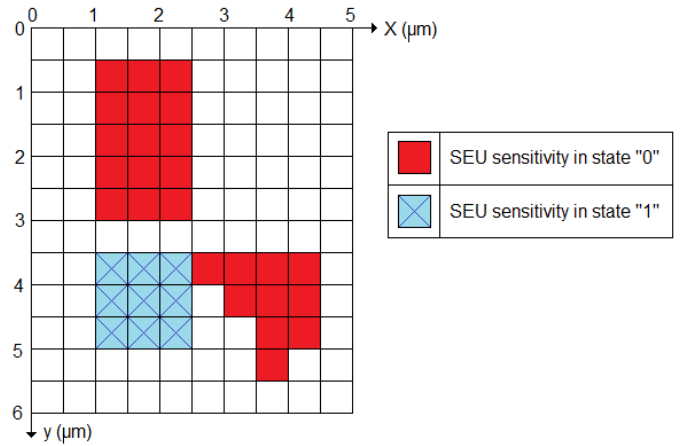 0 1 2 3 4 5 X (µm)
0
1
2
3
4
5
6
y (µm)
SEU sensitivity in state "0"
SEU sensitivity in state "1"